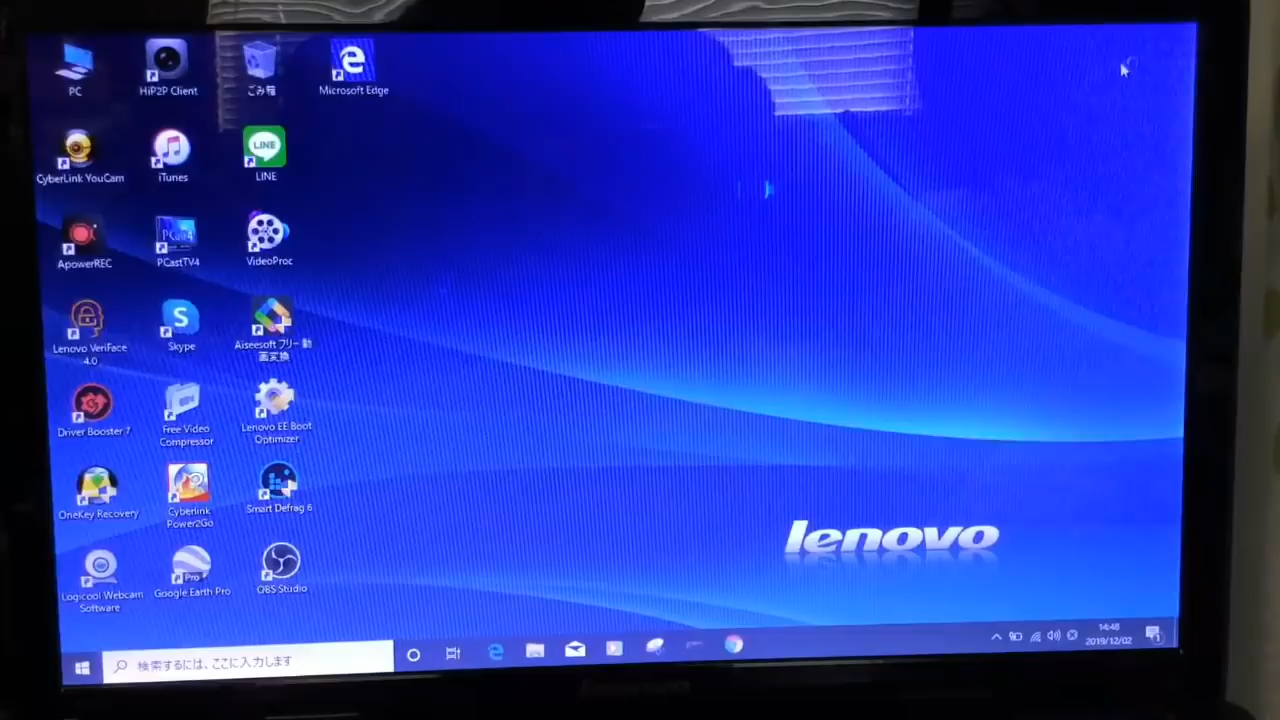 PC
HiP2P Client
ごみ箱
Microsoft Edge
CyberLink YouCam
iTunes
LINE
LINE
ApowerREC
PCastTV4
VideoProc
Lenovo VeriFace
4.0
S
Skype
Aiseesoft フリー 動
画変換
Driver Booster 7
Free Video
Compressor
Lenovo EE Boot
Optimizer
OneKey Recovery
Cyberlink
Power2Go
Smart Defrag 6
Logicool Webcam
Software
Pro
Google Earth Pro
OBS Studio
lenovo
検索するには、ここに入力します
14:48
2019/12/02